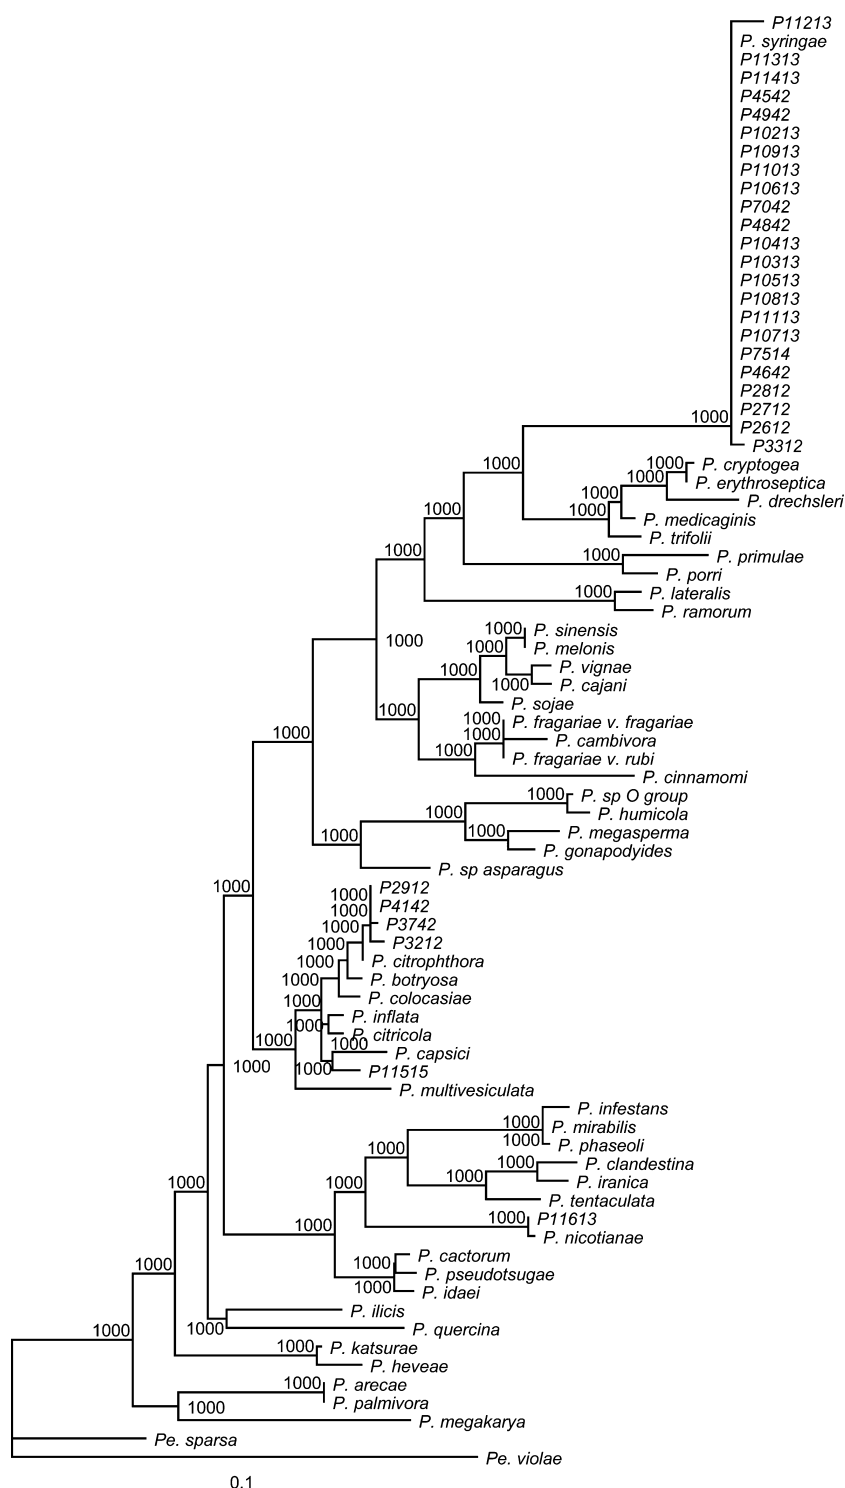 P11213
P. syringae
P11313
P11413
P4542
P4942
P10213
P10913
P11013
P10613
P7042
P4842
P10413
P10313
P10513
P10813
P11113
P10713
P7514
P4642
P2812
P2712
1000
P2612
P3312
1000 1000 P. cryptogea
1000 P. erythroseptica
1000 P. drechsleri
1000 1000 P. medicaginis
P. trifolii
1000 1000 P. primulae
P. porri
1000 P. lateralis
P. ramorum
1000 P. sinensis
1000 1000 P. melonis
1000 P. vignae
1000 P. cajani
P. sojae
1000 1000 P. fragariae v. fragariae
1000 1000 P. cambivora
1000 P. fragariae v. rubi
P. cinnamomi
1000 P. sp O group
1000 P. humicola
1000 1000 P. megasperma
P. gonapodyides
P. sp asparagus
1000 1000 P2912
1000 P4142
1000 P3742
1000 P3212
1000 P. citrophthora
1000 P. botryosa
1000 P. colocasiae
1000 P. inflata
1000 P. citricola
1000 1000 P. capsici
1000 1000 P11515
P. multivesiculata
P. infestans
1000 P. mirabilis
1000 1000 P. phaseoli
1000 P. clandestina
1000 1000 1000 P. iranica
P. tentaculata
1000 1000 P11613
P. nicotianae
P. cactorum
1000 1000 P. pseudotsugae
1000 P. idaei
P. ilicis
1000 1000 P. quercina
1000 P. katsurae
P. heveae
1000 P. arecae
1000 P. palmivora
P. megakarya
Pe. sparsa
Pe. violae
0.1